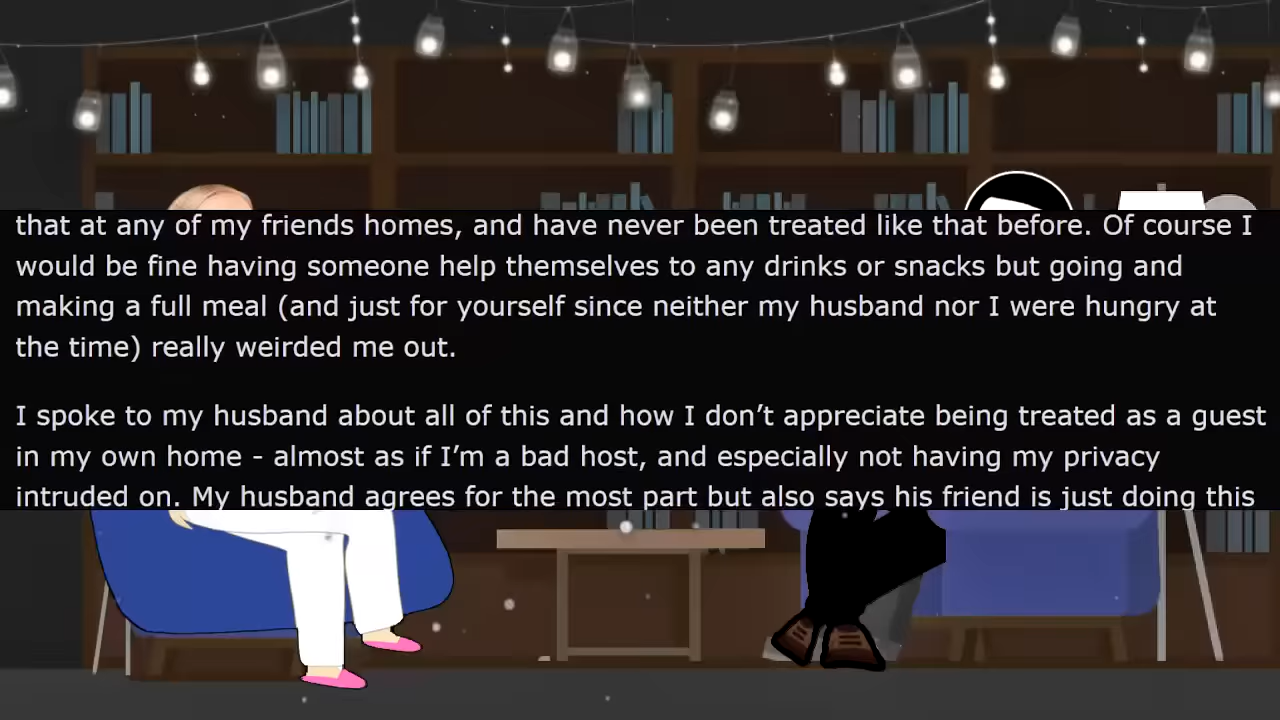 that at any of my friends homes, and have never been treated like that before. Of course I
would be fine having someone help themselves to any drinks or snacks but going and
making a full meal (and just for yourself since neither my husband nor I were hungry at
the time) really weirded me out.
I spoke to my husband about all of this and how I don’t appreciate being treated as a guest
in my own home - almost as if I’m a bad host, and especially not having my privacy
intruded on. My husband agrees for the most part but also says his friend is just doing this